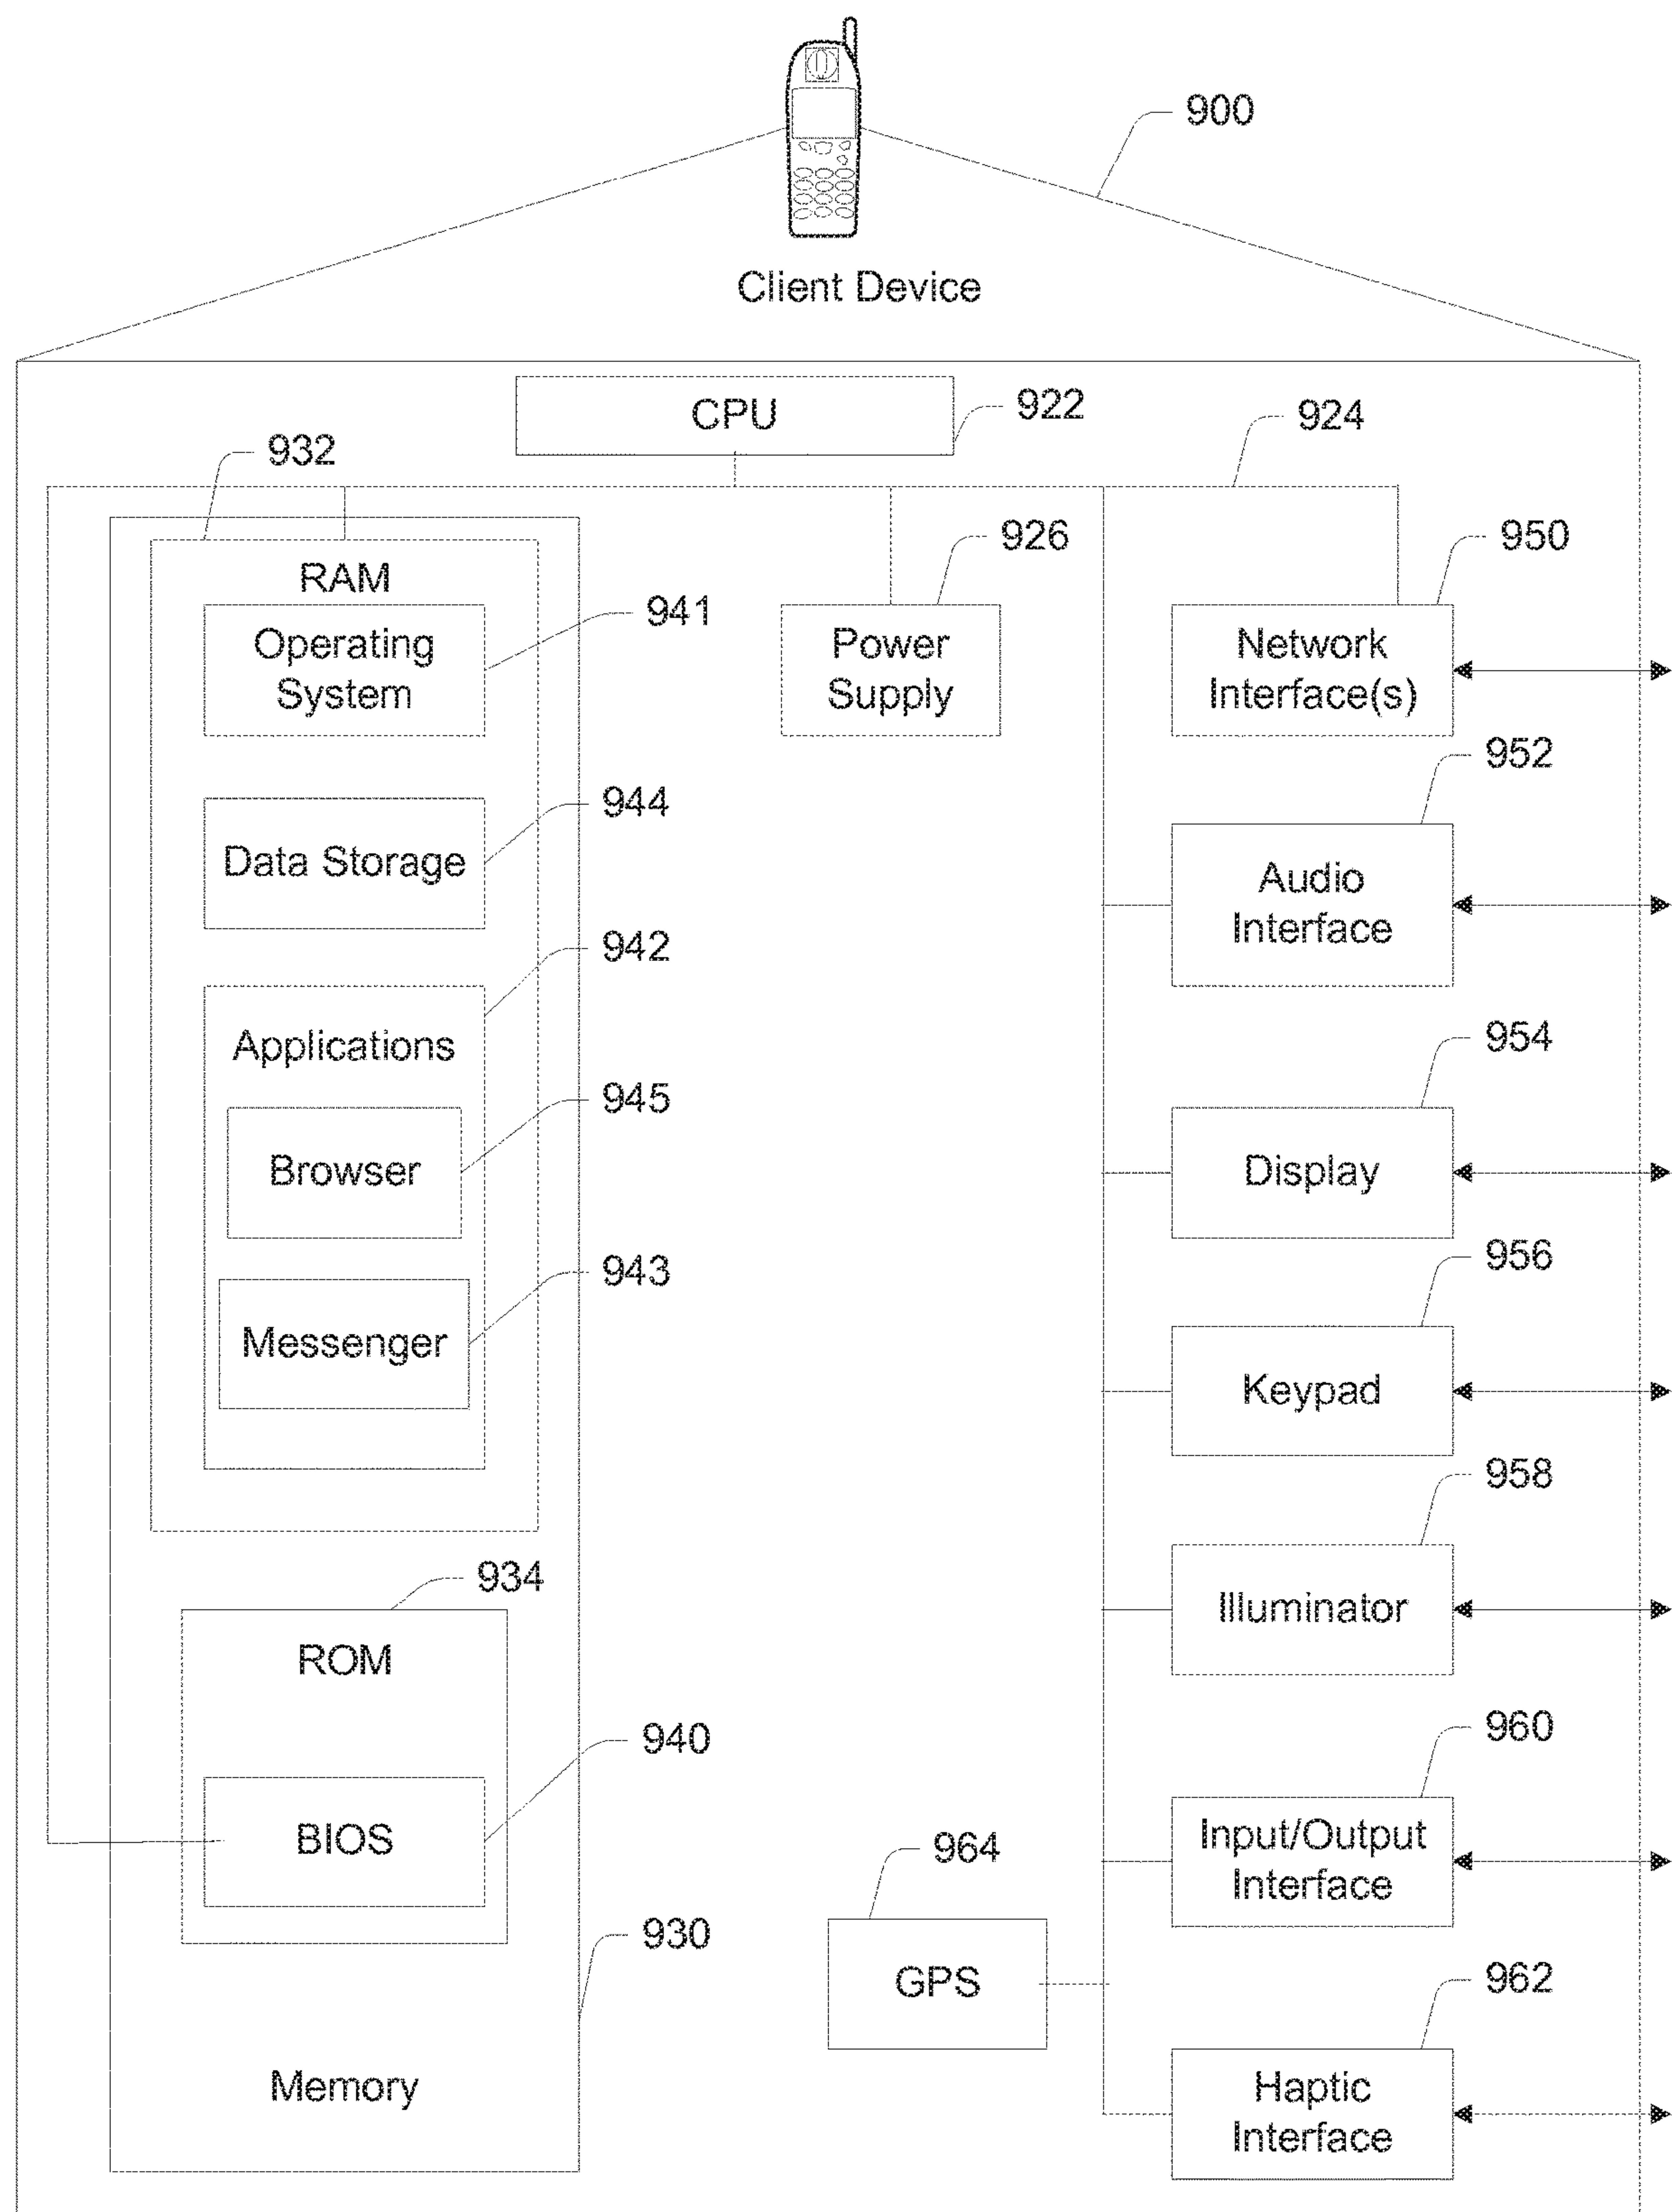 900
Client Device
CPU
922
924
932
RAM
926
950
Operating
System
941
Power
Supply
Network
Interface(s)
952
944
Data Storage
Audio
Interface
942
Applications
954
945
Browser
Display
956
943
Messenger
Keypad
958
934
ROM
Illuminator
960
940
BIOS
Input/Output
Interface
964
930
GPS
962
Memory
Haptic
Interface